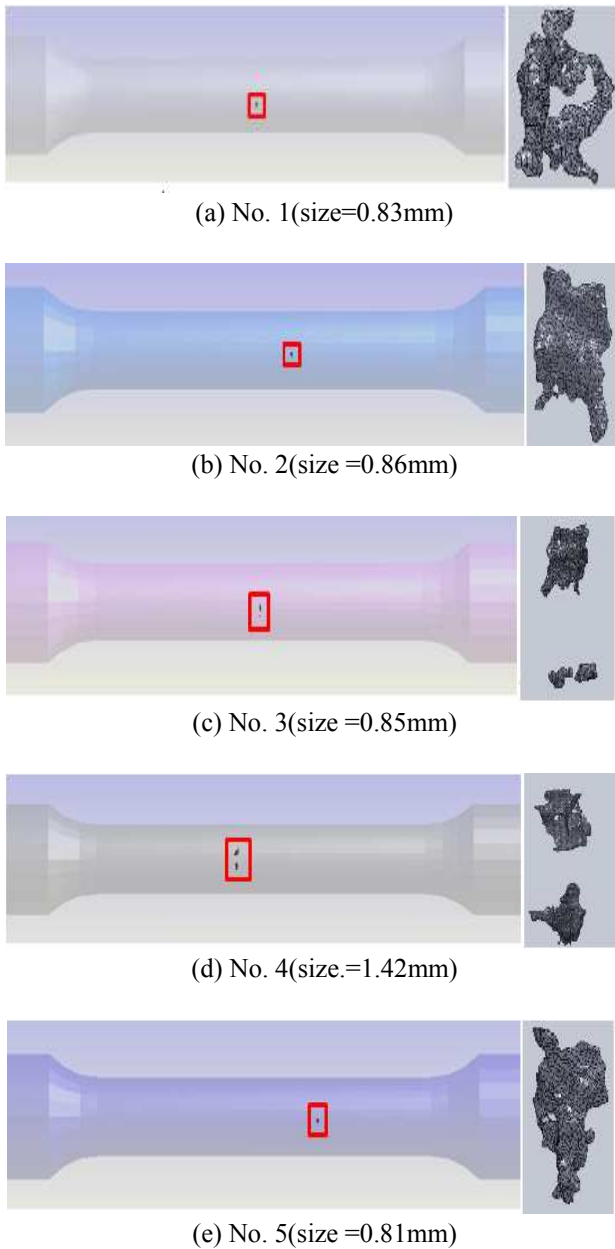 (a) No. 1(size=0.83mm)
(b) No. 2(size =0.86mm)
(c) No. 3(size =0.85mm)
(d) No. 4(size.=1.42mm)
(e) No. 5(size =0.81mm)